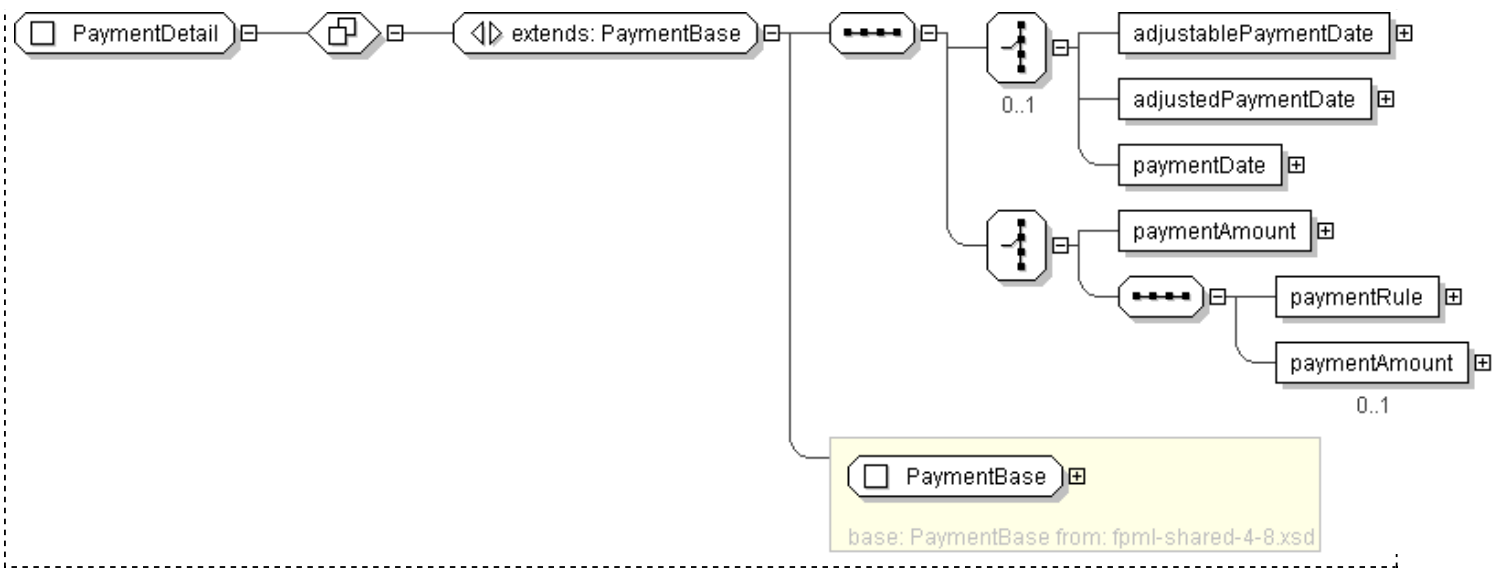 PaymentDetail
extends: PaymentBase
0..1
adjustablePaymentDate
adjustedPaymentDate
paymentDate
paymentAmount
paymentRule
paymentAmount
0..1
PaymentBase
base: PaymentBase from: fpml-shared-4-8.xsd